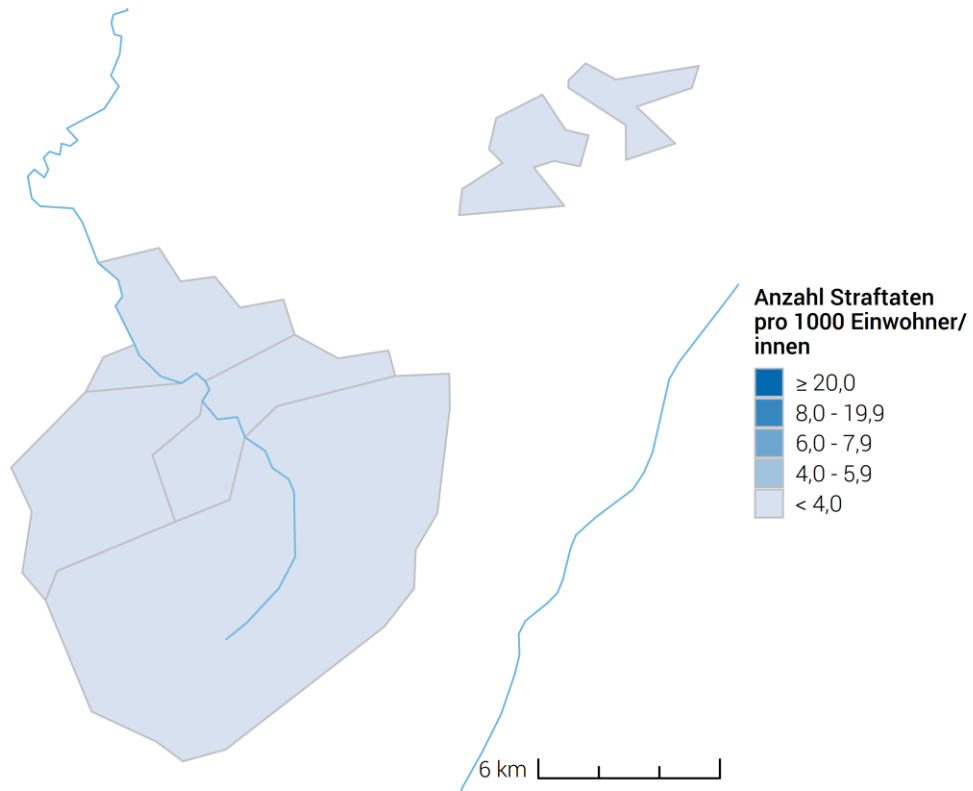 Anzahl Straftaten
pro 1000 Einwohner/
innen
≥ 20,0
8,0 - 19,9
6,0 - 7,9
4,0 - 5,9
< 4,0
6 km